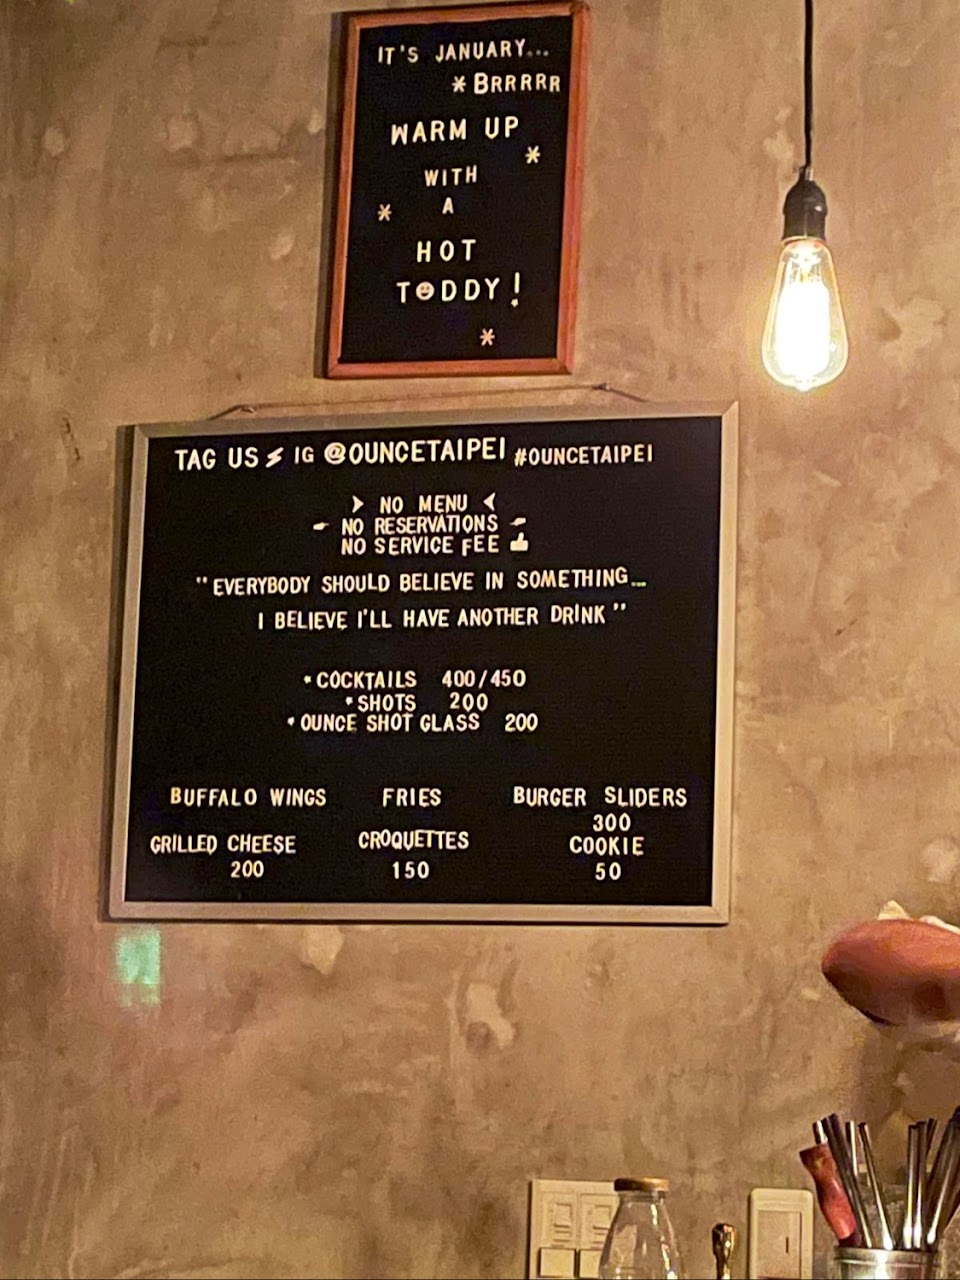 IT'S JANUARY...
* BRRRRR
WARM UP
*
WITH
* A
HOT
TODDY!
*
TAG US IG @OUNCETAIPEI #OUNCETAIPEI
NO MENU
NO RESERVATIONS
NO SERVICE FEE
"EVERYBODY SHOULD BELIEVE IN SOMETHING...
I BELIEVE I'LL HAVE ANOTHER DRINK"
*COCKTAILS 400/450
*SHOTS 200
*OUNCE SHOT GLASS 200
BUFFALO WINGS FRIES BURGER SLIDERS
300
GRILLED CHEESE CROQUETTES COOKIE
200 150 50